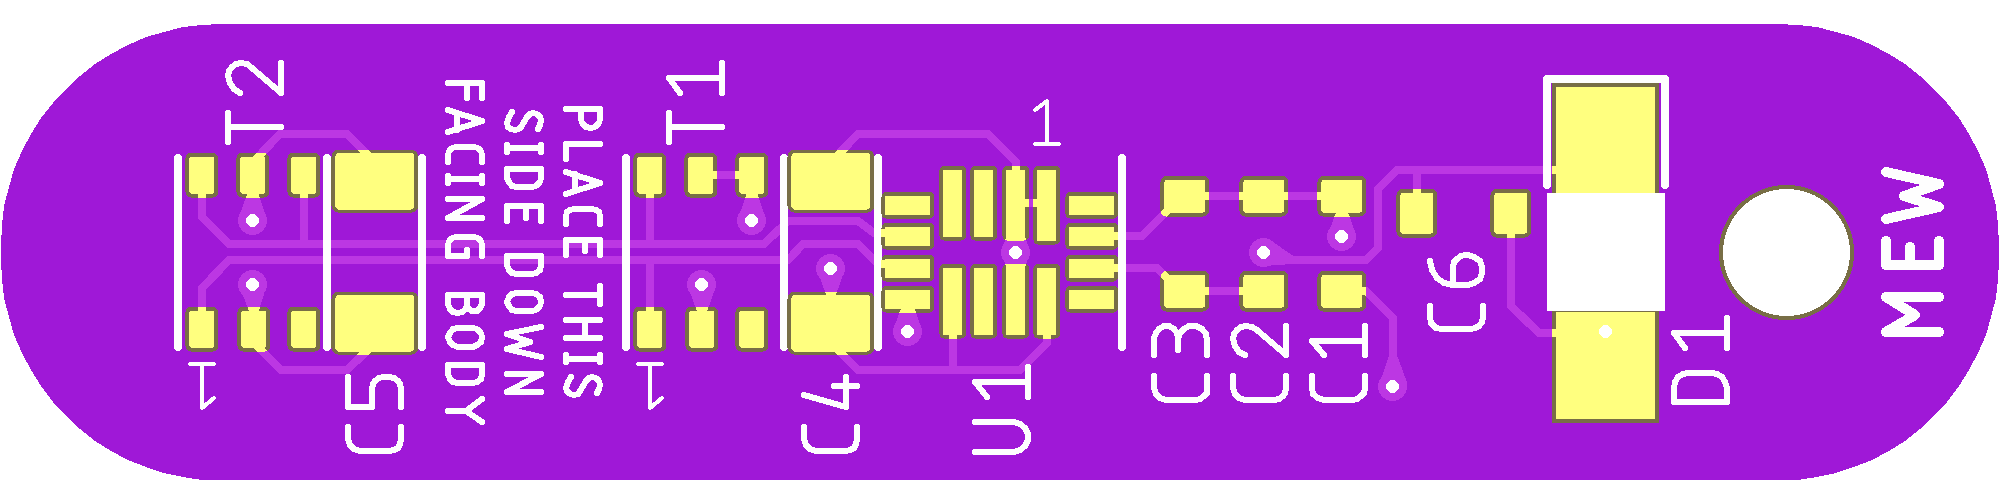 T2
1
C5
PLACE THIS
SIDE DOWN
FACING BODY
T1
1
C4
1
U1
C3
C2
C1
C6
D1
MEW